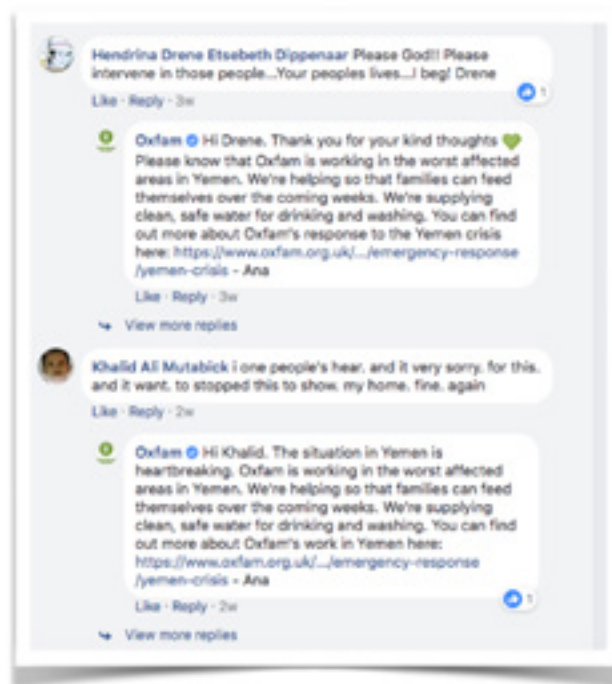 Hendrina Drene Etsebeth Dippenaar Please God!! Please
intervene in those people...Your peoples lives...I beg! Drene
1
Like · Reply · 3w
Oxfam Hi Drene. Thank you for your kind thoughts 💚
Please know that Oxfam is working in the worst affected
areas in Yemen. We're helping so that families can feed
themselves over the coming weeks. We're supplying
clean, safe water for drinking and washing. You can find
out more about Oxfam's response to the Yemen crisis
here: https://www.oxfam.org.uk/.../emergency-response
/yemen-crisis - Ana
Like · Reply · 3w
View more replies
Khalid Ali Mutabick i one people's hear. and it very sorry. for this.
and it want. to stopped this to show. my home. fine. again
Like · Reply · 2w
Oxfam Hi Khalid. The situation in Yemen is
heartbreaking. Oxfam is working in the worst affected
areas in Yemen. We're helping so that families can feed
themselves over the coming weeks. We're supplying
clean, safe water for drinking and washing. You can find
out more about Oxfam's work in Yemen here:
https://www.oxfam.org.uk/.../emergency-response
/yemen-crisis - Ana
1
Like · Reply · 2w
View more replies